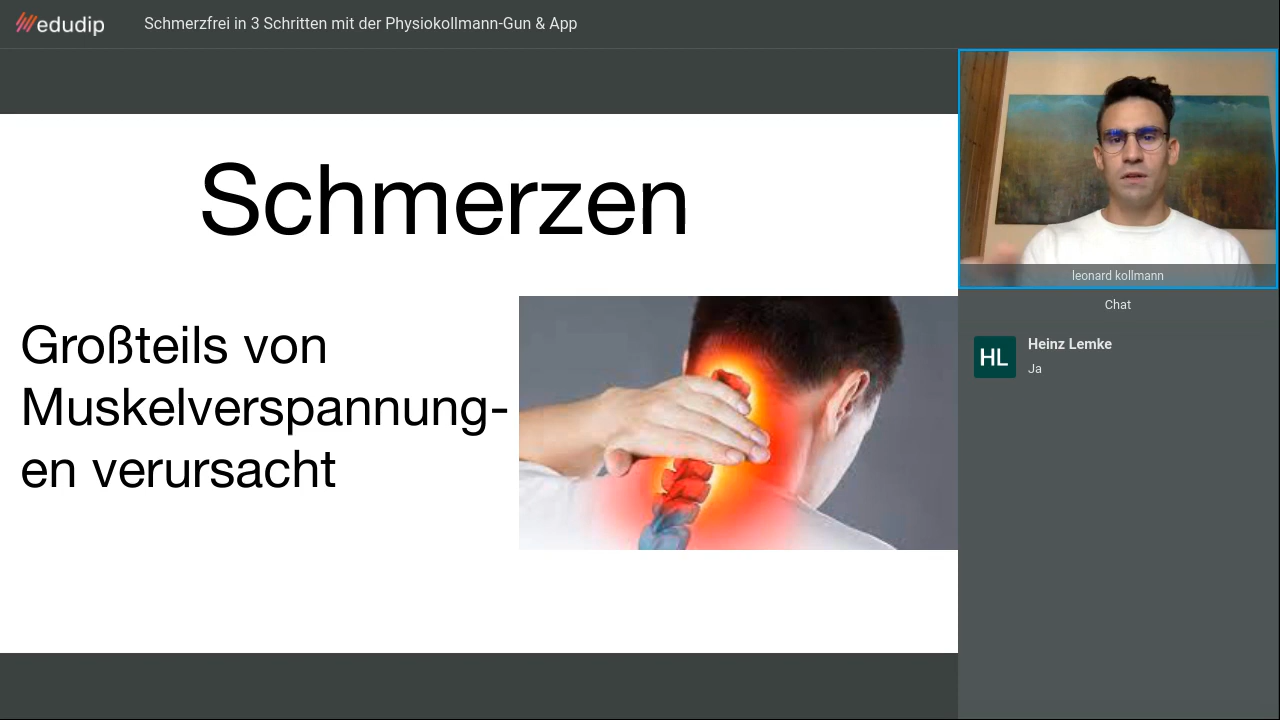 edudip
Schmerzfrei in 3 Schritten mit der Physiokollmann-Gun & App
Schmerzen
Großteils von
Muskelverspannung-
en verursacht
leonard kollmann
Chat
HL
Heinz Lemke
Ja